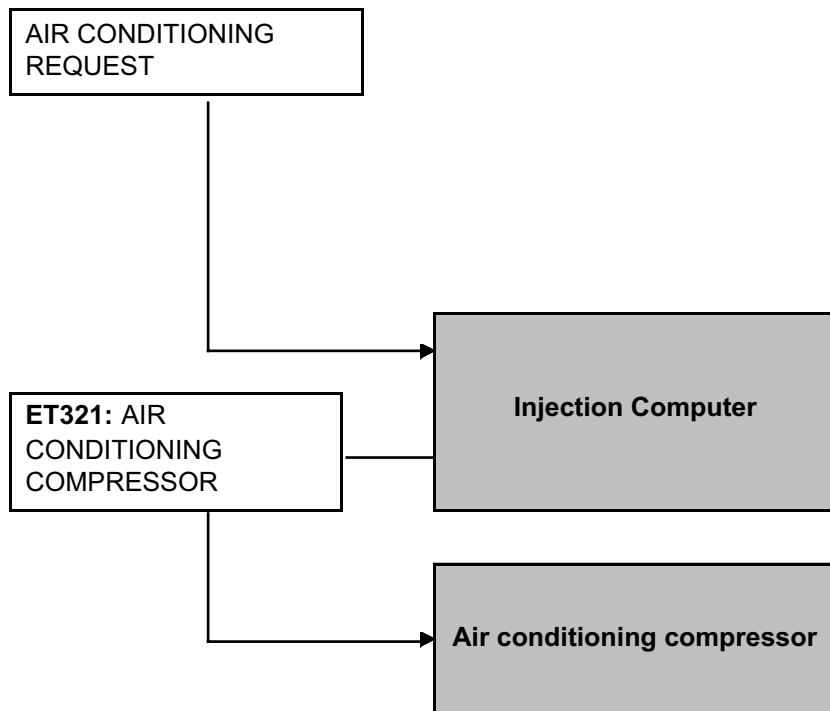 AIR CONDITIONING
REQUEST
Injection Computer
ET321: AIR
CONDITIONING
COMPRESSOR
Air conditioning compressor